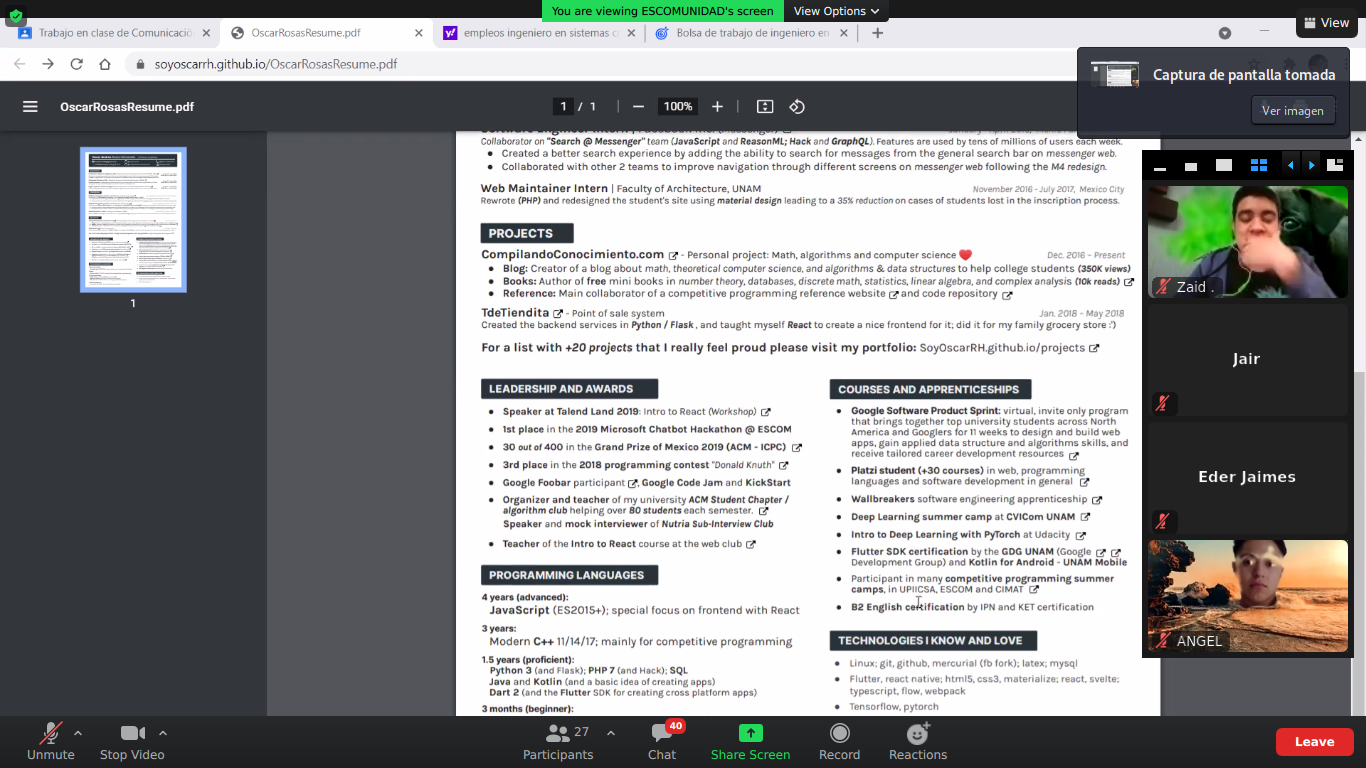 You are viewing ESCOMUNIDAD's screen
View Options
View
Trabajo en clase de Comunicació
OscarRosasResume.pdf
empleos ingeniero en sistemas
Bolsa de trabajo de ingeniero en
soyoscarrh.github.io/OscarRosasResume.pdf
Captura de pantalla tomada
Ver imagen
OscarRosasResume.pdf
1 / 1
100%
1
Collaborator on "Search @ Messenger" team (JavaScript and ReasonML; Hack and GraphQL). Features are used by tens of millions of users each week.
Created a better search experience by adding the ability to search for messages from the general search bar on messenger web.
Collaborated with other 2 teams to improve navigation through different screens on messenger web following the M4 redesign.
Web Maintainer Intern | Faculty of Architecture, UNAM
November 2016 - July 2017, Mexico City
Rewrote (PHP) and redesigned the student's site using material design leading to a 35% reduction on cases of students lost in the inscription process.
PROJECTS
CompilandoConocimiento.com - Personal project: Math, algorithms and computer science ❤
Dec. 2016 – Present
Blog: Creator of a blog about math, theoretical computer science, and algorithms & data structures to help college students (350K views)
Books: Author of free mini books in number theory, databases, discrete math, statistics, linear algebra, and complex analysis (10k reads)
Reference: Main collaborator of a competitive programming reference website and code repository
TdeTiendita - Point of sale system
Jan. 2018 – May 2018
Created the backend services in Python / Flask , and taught myself React to create a nice frontend for it; did it for my family grocery store :')
For a list with +20 projects that I really feel proud please visit my portfolio: SoyOscarRH.github.io/projects
LEADERSHIP AND AWARDS
Speaker at Talend Land 2019: Intro to React (Workshop)
1st place in the 2019 Microsoft Chatbot Hackathon @ ESCOM
30 out of 400 in the Grand Prize of Mexico 2019 (ACM - ICPC)
3rd place in the 2018 programming contest "Donald Knuth"
Google Foobar participant , Google Code Jam and KickStart
Organizer and teacher of my university ACM Student Chapter /
algorithm club helping over 80 students each semester.
Speaker and mock interviewer of Nutria Sub-Interview Club
Teacher of the Intro to React course at the web club
PROGRAMMING LANGUAGES
4 years (advanced):
JavaScript (ES2015+); special focus on frontend with React
3 years:
Modern C++ 11/14/17; mainly for competitive programming
1.5 years (proficient):
Python 3 (and Flask); PHP 7 (and Hack); SQL
Java and Kotlin (and a basic idea of creating apps)
Dart 2 (and the Flutter SDK for creating cross platform apps)
3 months (beginner):
COURSES AND APPRENTICESHIPS
Google Software Product Sprint: virtual, invite only program
that brings together top university students across North
America and Googlers for 11 weeks to design and build web
apps, gain applied data structure and algorithms skills, and
receive tailored career development resources
Platzi student (+30 courses) in web, programming
languages and software development in general
Wallbreakers software engineering apprenticeship
Deep Learning summer camp at CVICom UNAM
Intro to Deep Learning with PyTorch at Udacity
Flutter SDK certification by the GDG UNAM (Google
Development Group) and Kotlin for Android - UNAM Mobile
Participant in many competitive programming summer
camps, in UPIICSA, ESCOM and CIMAT
B2 English certification by IPN and KET certification
TECHNOLOGIES I KNOW AND LOVE
Linux; git, github, mercurial (fb fork); latex; mysql
Flutter, react native; html5, css3, materialize; react, svelte;
typescript, flow, webpack
Tensorflow, pytorch
Zaid .
Jair
Eder Jaimes
ANGEL
Unmute
Stop Video
Participants
27
Chat
40
Share Screen
Record
Reactions
Leave